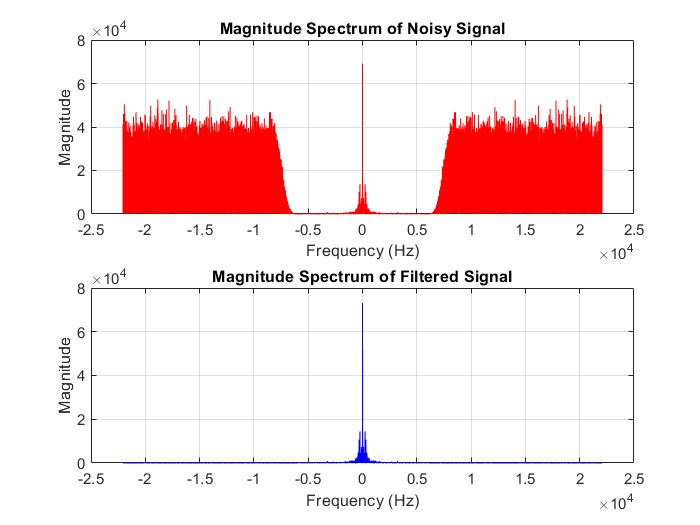 Magnitude Spectrum of Noisy Signal
×10⁴
8
6
4
2
0
Magnitude
-2.5 -2 -1.5 -1 -0.5 0 0.5 1 1.5 2 2.5
Frequency (Hz)
×10⁴
Magnitude Spectrum of Filtered Signal
×10⁴
8
6
4
2
0
Magnitude
-2.5 -2 -1.5 -1 -0.5 0 0.5 1 1.5 2 2.5
Frequency (Hz)
×10⁴